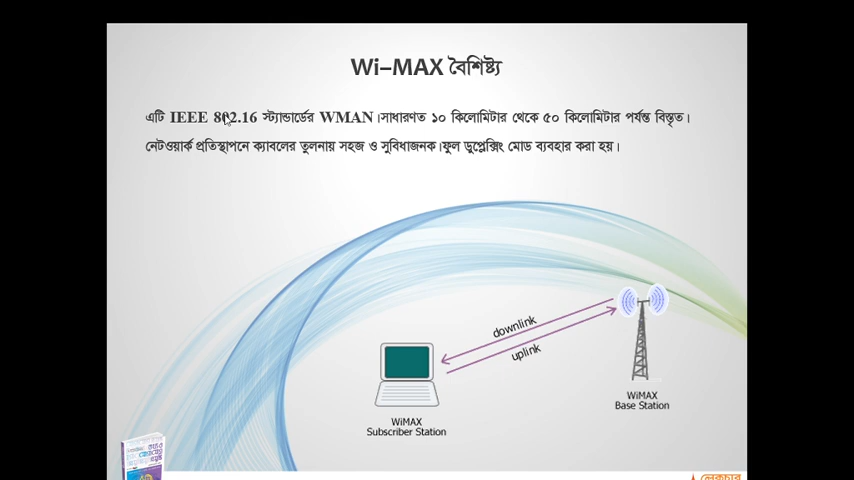 Wi-MAX বৈশিষ্ট্য
এটি IEEE 802.16 স্ট্যান্ডার্ডের WMAN।সাধারণত ১০ কিলোমিটার থেকে ৫০ কিলোমিটার পর্যন্ত বিস্তৃত।
নেটওয়ার্ক প্রতিস্থাপনে ক্যাবলের তুলনায় সহজ ও সুবিধাজনক।ফুল ডুপ্লেক্সিং মোড ব্যবহার করা হয়।
downlink
uplink
WiMAX
Base Station
WiMAX
Subscriber Station
লেকচার